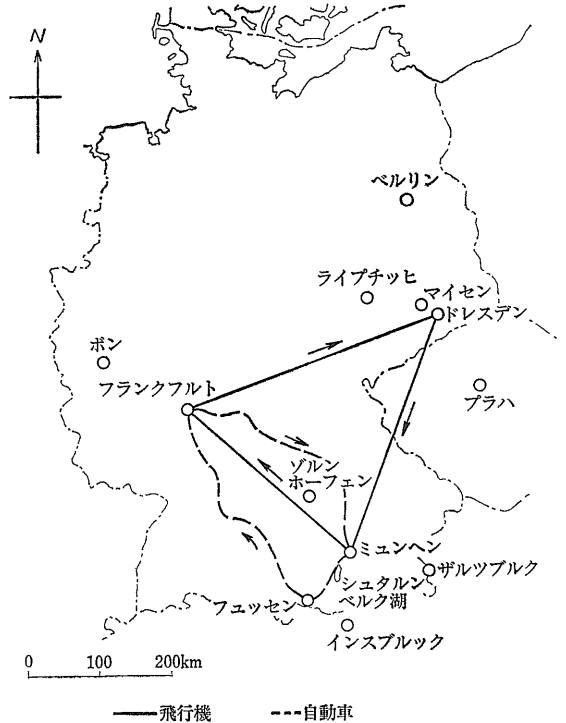 N
ベルリン
ライプチッヒ
マイセン
ドレスデン
ボン
フランクフルト
プラハ
ゾルン
ホーフェン
ミュンヘン
ザルツブルク
シュタルン
ベルク湖
フュッセン
インスブルック
0 100 200km
飛行機 自動車